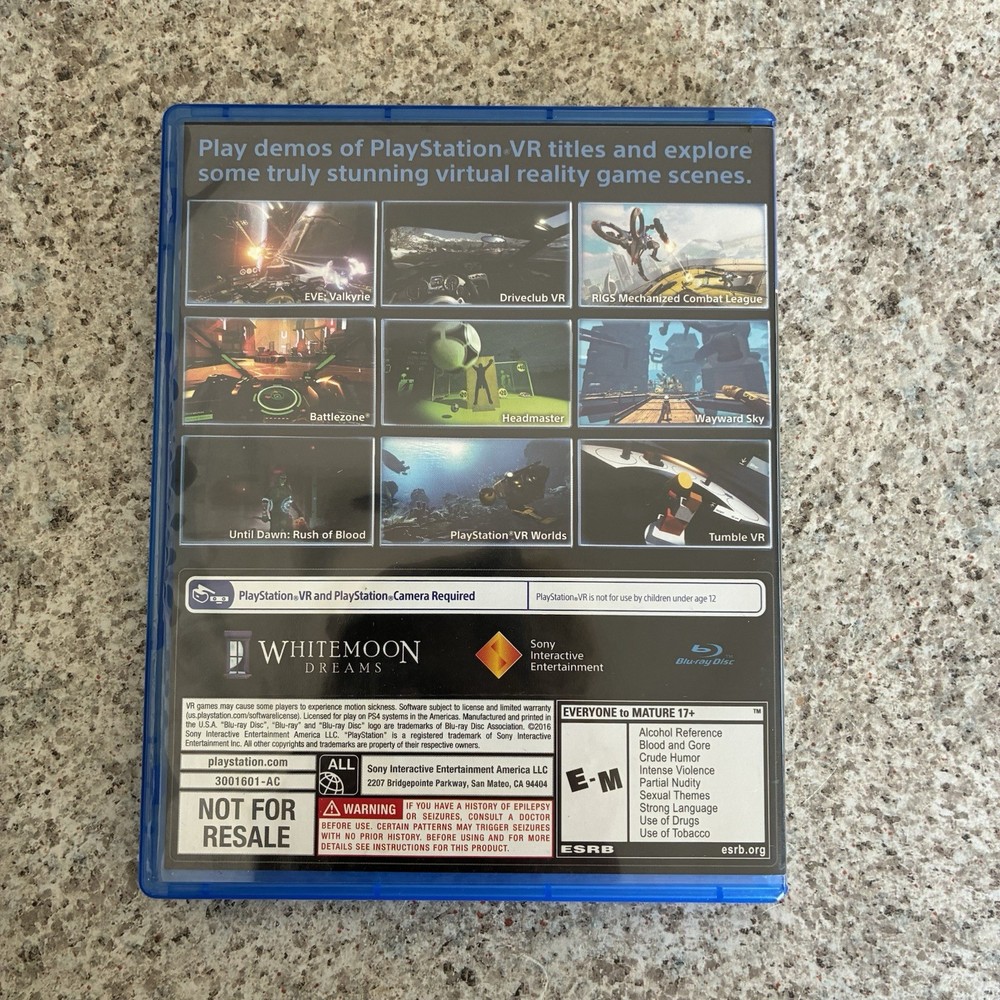 Play demos of PlayStation®VR titles and explore
some truly stunning virtual reality game scenes.
EVE: Valkyrie
Driveclub VR
RIGS Mechanized Combat League
Battlezone®
Headmaster
Wayward Sky
Until Dawn: Rush of Blood
PlayStation®VR Worlds
Tumble VR
PlayStation®VR and PlayStation®Camera Required
PlayStation®VR is not for use by children under age 12
WHITEMOON
DREAMS
Sony
Interactive
Entertainment
Blu-ray Disc™
VR games may cause some players to experience motion sickness. Software subject to license and limited warranty
(us.playstation.com/softwarelicense). Licensed for play on PS4 systems in the Americas. Manufactured and printed in
the U.S.A. "Blu-ray Disc", "Blu-ray" and "Blu-ray Disc" logo are trademarks of Blu-ray Disc Association. ©2016
Sony Interactive Entertainment America LLC. "PlayStation" is a registered trademark of Sony Interactive
Entertainment Inc. All other copyrights and trademarks are property of their respective owners.
playstation.com
3001601-AC
NOT FOR
RESALE
ALL
Sony Interactive Entertainment America LLC
2207 Bridgepointe Parkway, San Mateo, CA 94404
WARNING IF YOU HAVE A HISTORY OF EPILEPSY
OR SEIZURES, CONSULT A DOCTOR
BEFORE USE. CERTAIN PATTERNS MAY TRIGGER SEIZURES
WITH NO PRIOR HISTORY. BEFORE USING AND FOR MORE
DETAILS SEE INSTRUCTIONS FOR THIS PRODUCT.
EVERYONE to MATURE 17+ ™
E-M
Alcohol Reference
Blood and Gore
Crude Humor
Intense Violence
Partial Nudity
Sexual Themes
Strong Language
Use of Drugs
Use of Tobacco
ESRB
esrb.org